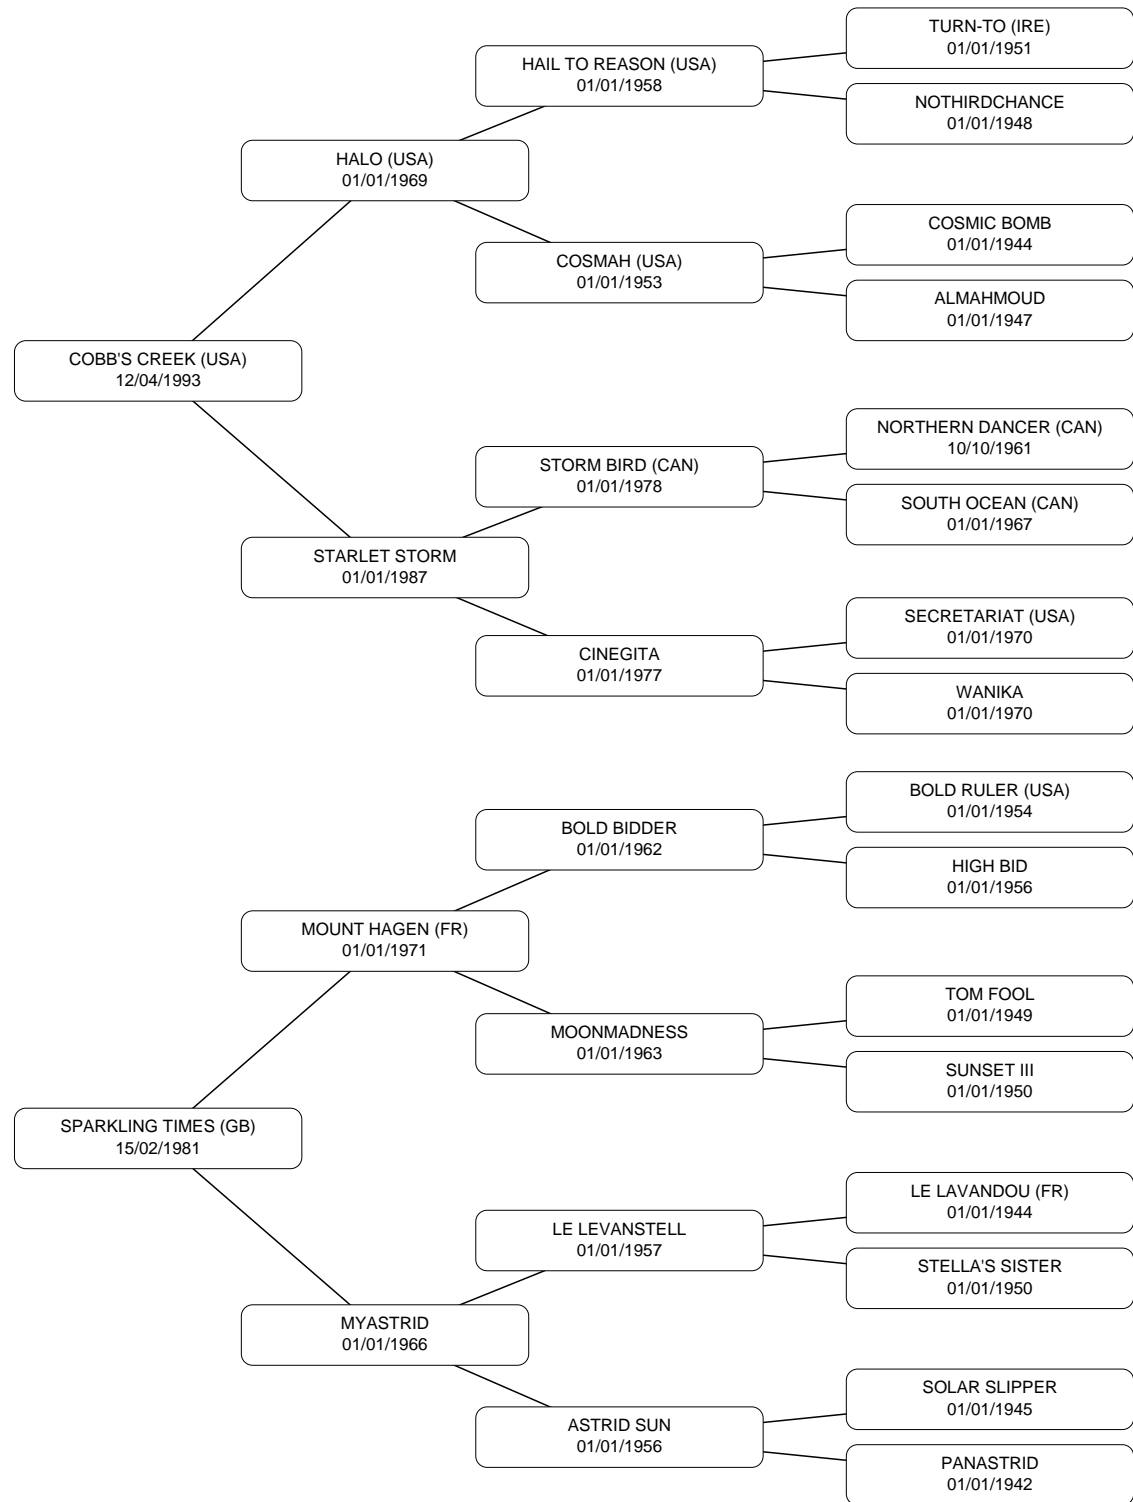 TURN-TO (IRE)
01/01/1951
HAIL TO REASON (USA)
01/01/1958
NOTHIRDCHANCE
01/01/1948
HALO (USA)
01/01/1969
COSMIC BOMB
01/01/1944
COSMAH (USA)
01/01/1953
ALMAHMOUD
01/01/1947
COBB'S CREEK (USA)
12/04/1993
NORTHERN DANCER (CAN)
10/10/1961
STORM BIRD (CAN)
01/01/1978
SOUTH OCEAN (CAN)
01/01/1967
STARLET STORM
01/01/1987
SECRETARIAT (USA)
01/01/1970
CINEGITA
01/01/1977
WANIKA
01/01/1970
BOLD RULER (USA)
01/01/1954
BOLD BIDDER
01/01/1962
HIGH BID
01/01/1956
MOUNT HAGEN (FR)
01/01/1971
TOM FOOL
01/01/1949
MOONMADNESS
01/01/1963
SUNSET III
01/01/1950
SPARKLING TIMES (GB)
15/02/1981
LE LAVANDOU (FR)
01/01/1944
LE LEVANSTELL
01/01/1957
STELLA'S SISTER
01/01/1950
MYASTRID
01/01/1966
SOLAR SLIPPER
01/01/1945
ASTRID SUN
01/01/1956
PANASTRID
01/01/1942